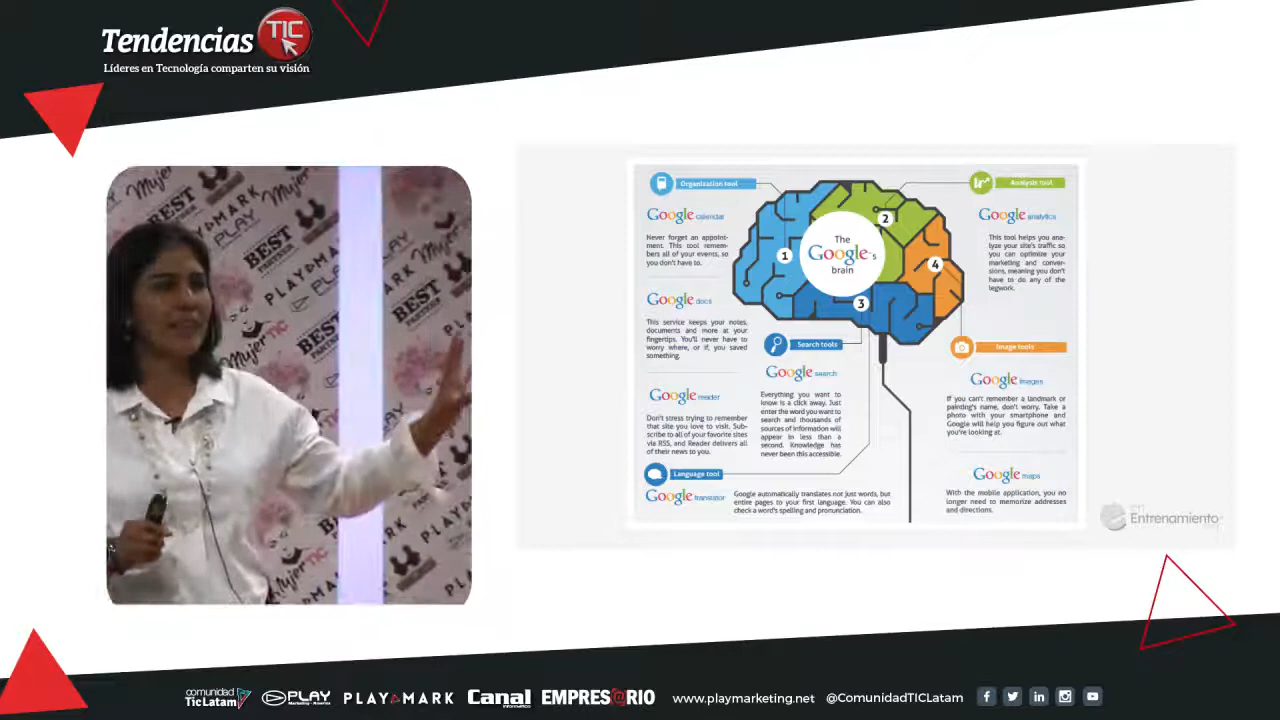 Tendencias TIC
Líderes en Tecnología comparten su visión
Mujer
BEST
PLAYMARK
PLAY
BEST
MujerTIC
PLAYMARK
BEST
Organization tool
Google calendar
Never forget an appoint-
ment. This tool remem-
bers all of your events, so
you don't have to.
Google docs
This service keeps your notes,
documents and more at your
fingertips. You'll never have to
worry where, or if, you saved
something.
Google reader
Don't stress trying to remember
that site you love to visit. Sub-
scribe to all of your favorite sites
via RSS, and Reader delivers all
of their news to you.
Language tool
Google translator
Google automatically translates not just words, but
entire pages to your first language. You can also
check a word's spelling and pronunciation.
The
Google's
brain
1
2
3
4
Search tools
Google search
Everything you want to
know is a click away. Just
enter the word you want to
search and thousands of
sources of information will
appear in less than a
second. Knowledge has
never been this accessible.
Analysis tool
Google analytics
This tool helps you ana-
lyze your site's traffic so
you can optimize your
marketing and conver-
sions, meaning you don't
have to do any of the
legwork.
Image tools
Google images
If you can't remember a landmark or
painting's name, don't worry. Take a
photo with your smartphone and
Google will help you figure out what
you're looking at.
Google maps
With the mobile application, you no
longer need to memorize addresses
and directions.
Entrenamiento
comunidad
TicLatam
PLAY
PLAYMARK
Canal
EMPRES@RIO
www.playmarketing.net
@ComunidadTICLatam